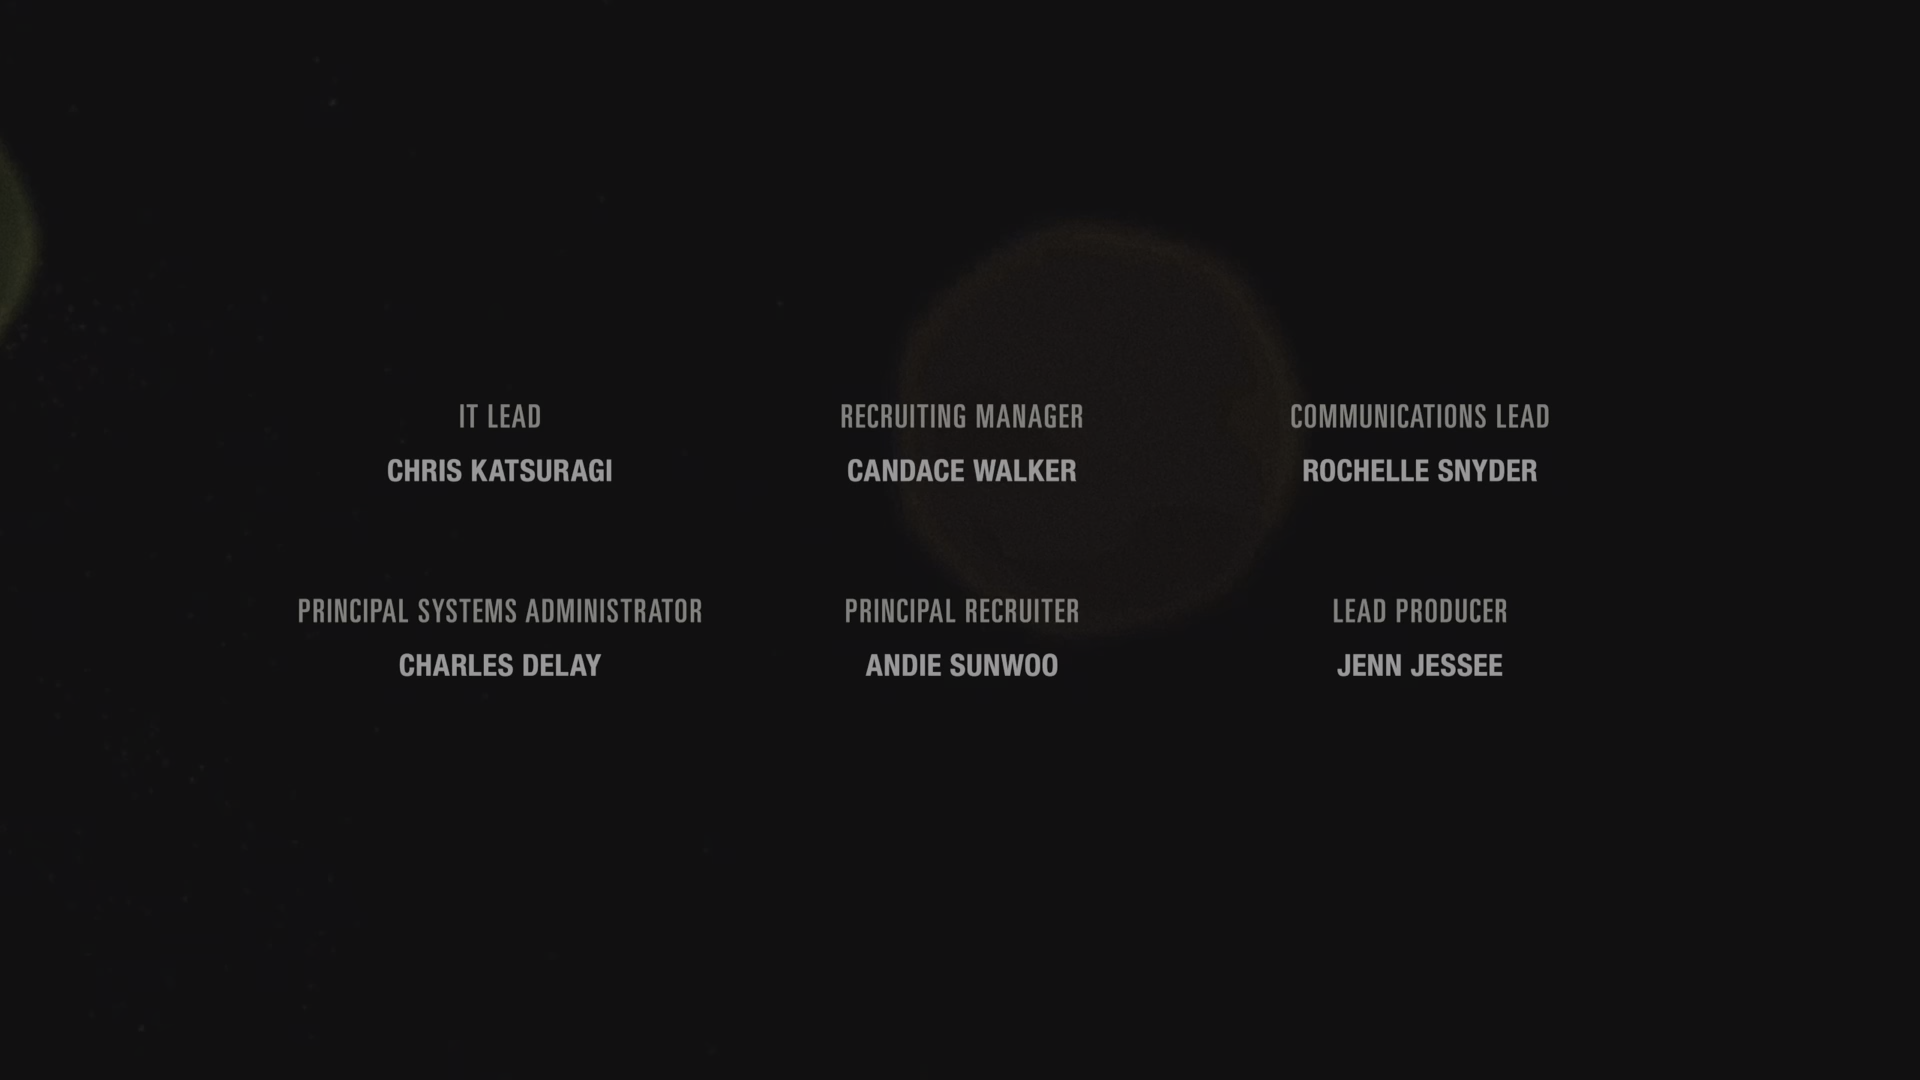 IT LEAD
CHRIS KATSURAGI
RECRUITING MANAGER
CANDACE WALKER
COMMUNICATIONS LEAD
ROCHELLE SNYDER
PRINCIPAL SYSTEMS ADMINISTRATOR
CHARLES DELAY
PRINCIPAL RECRUITER
ANDIE SUNWOO
LEAD PRODUCER
JENN JESSEE